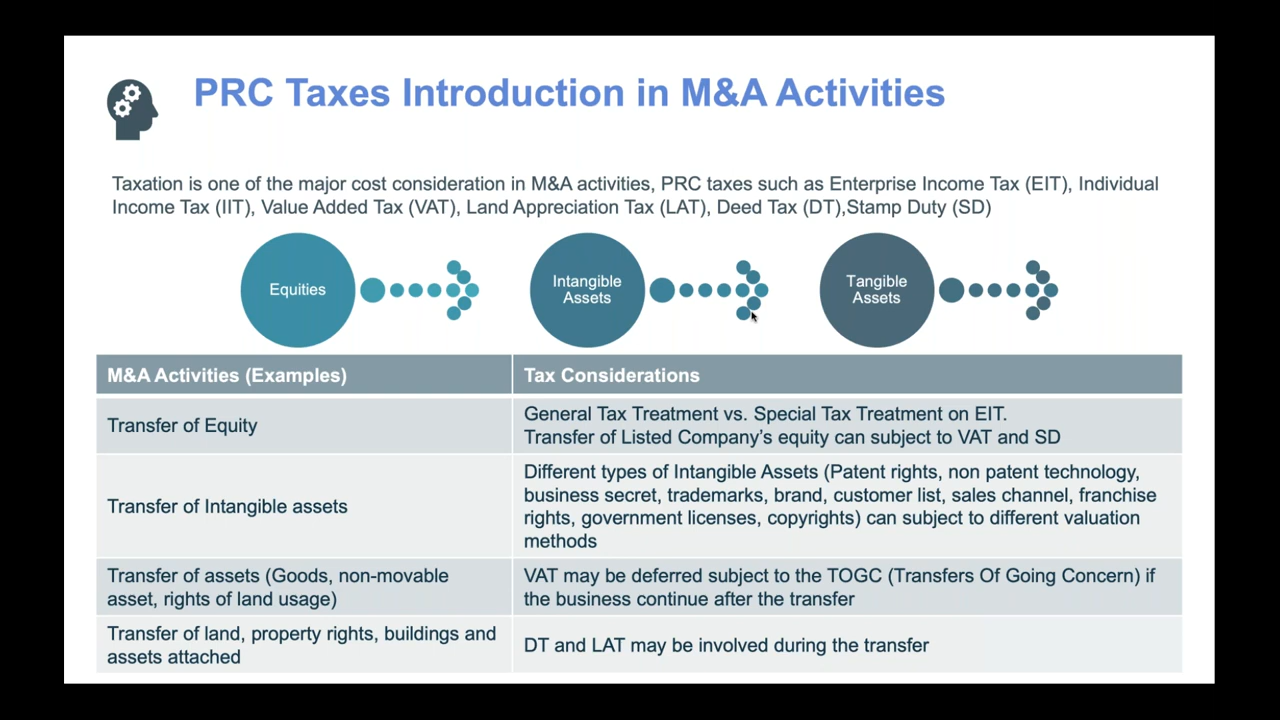 PRC Taxes Introduction in M&A Activities
Taxation is one of the major cost consideration in M&A activities, PRC taxes such as Enterprise Income Tax (EIT), Individual
Income Tax (IIT), Value Added Tax (VAT), Land Appreciation Tax (LAT), Deed Tax (DT),Stamp Duty (SD)
Equities
Intangible
Assets
Tangible
Assets
M&A Activities (Examples)
Tax Considerations
Transfer of Equity
General Tax Treatment vs. Special Tax Treatment on EIT.
Transfer of Listed Company's equity can subject to VAT and SD
Transfer of Intangible assets
Different types of Intangible Assets (Patent rights, non patent technology,
business secret, trademarks, brand, customer list, sales channel, franchise
rights, government licenses, copyrights) can subject to different valuation
methods
Transfer of assets (Goods, non-movable
asset, rights of land usage)
VAT may be deferred subject to the TOGC (Transfers Of Going Concern) if
the business continue after the transfer
Transfer of land, property rights, buildings and
assets attached
DT and LAT may be involved during the transfer